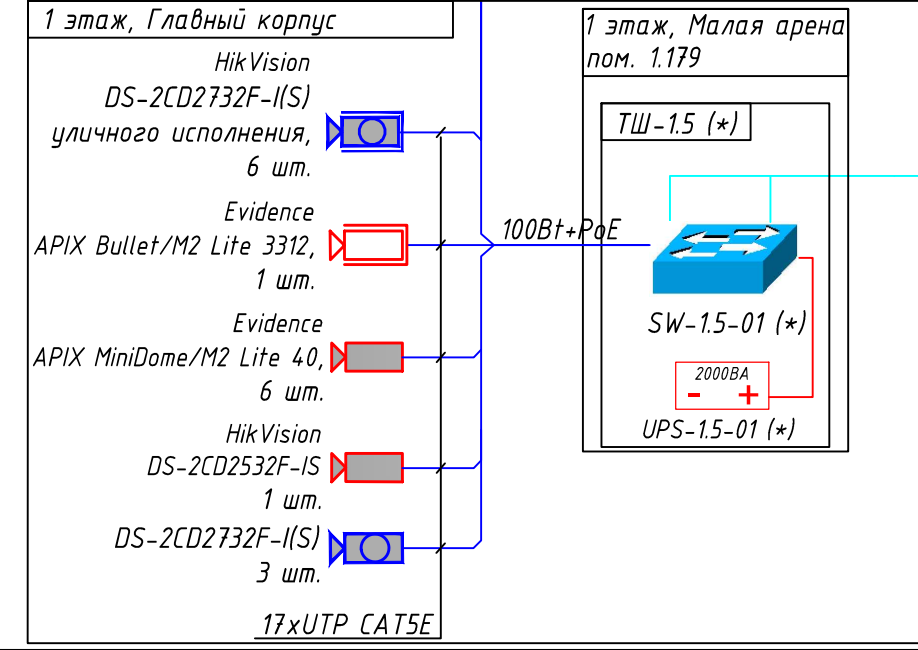 1 этаж, Главный корпус
HikVision
DS-2CD2732F-I(S)
уличного исполнения,
6 шт.
Evidence
APIX Bullet/M2 Lite 3312,
1 шт.
Evidence
APIX MiniDome/M2 Lite 40,
6 шт.
HikVision
DS-2CD2532F-IS
1 шт.
DS-2CD2732F-I(S)
3 шт.
17xUTP CAT5E
100Bt+PoE
1 этаж, Малая арена
пом. 1.179
ТШ-1.5 (*)
SW-1.5-01 (*)
2000ВА
- +
UPS-1.5-01 (*)